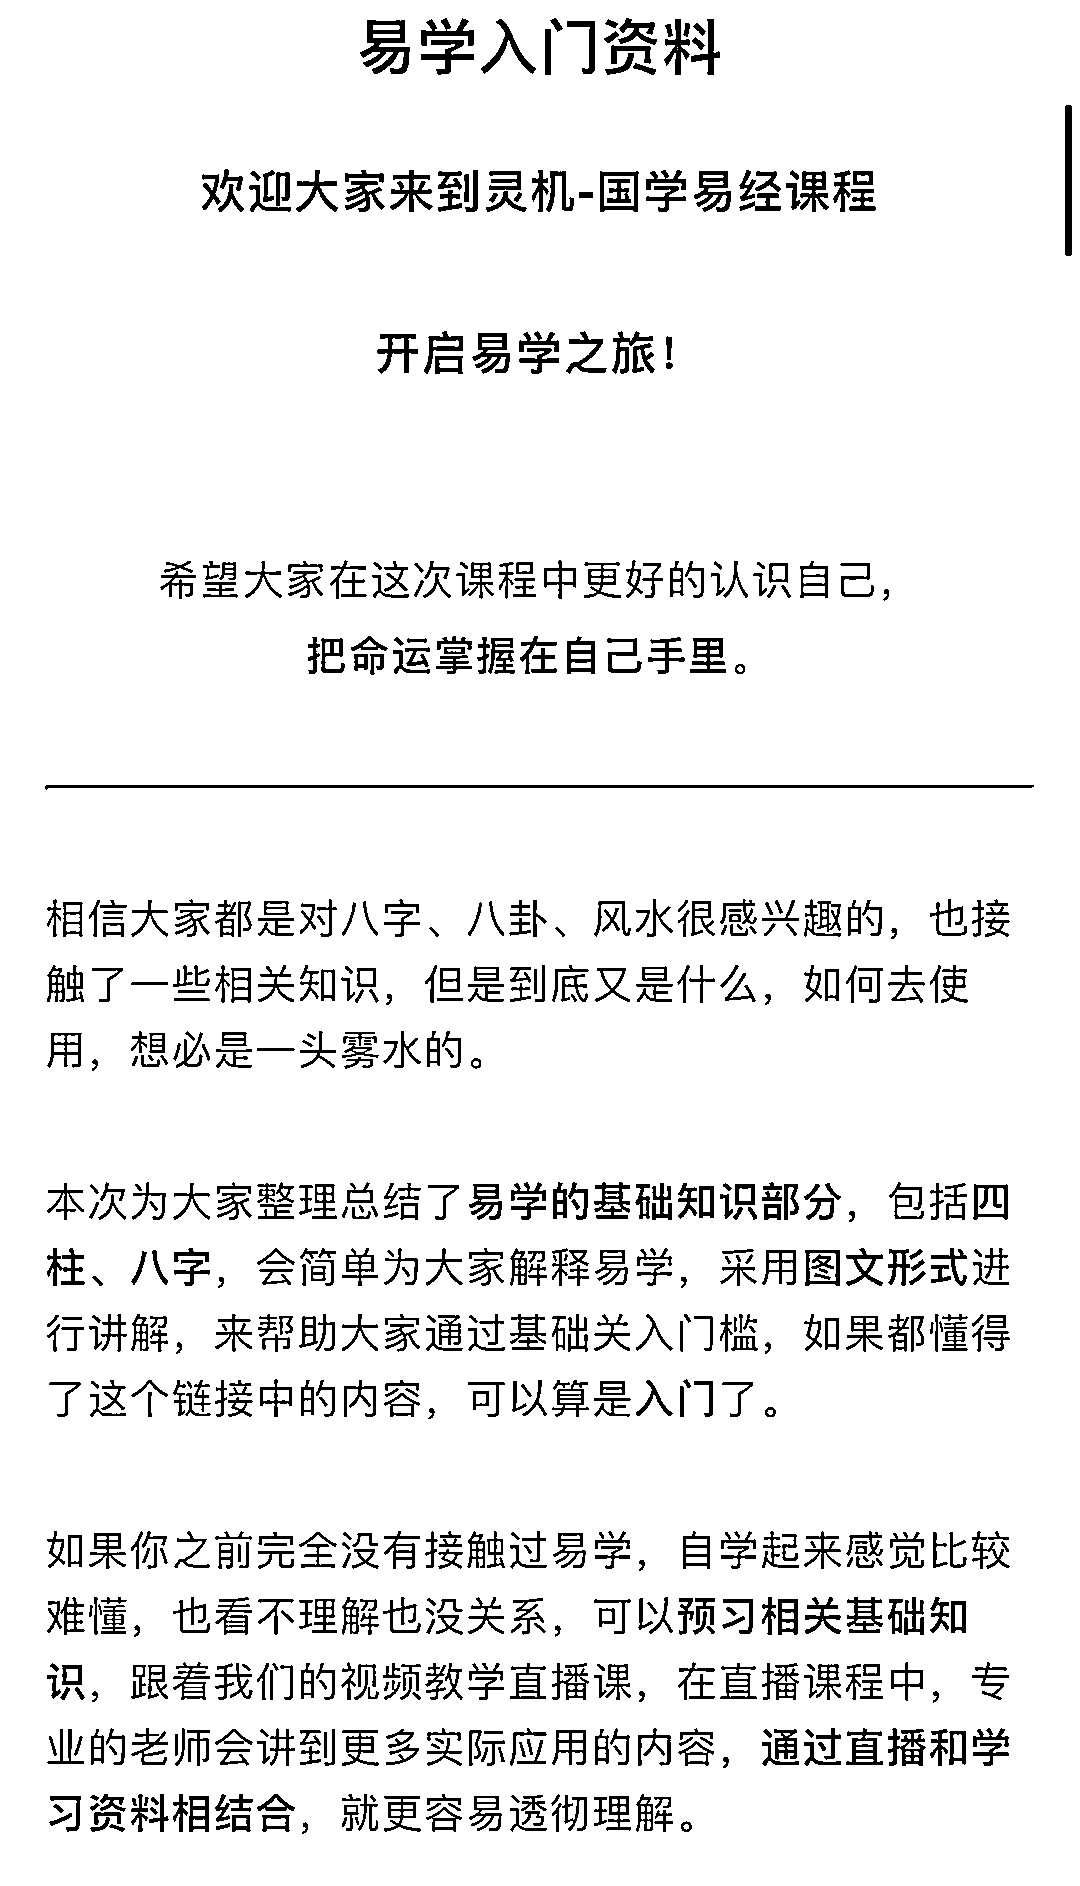 易学入门资料
欢迎大家来到灵机-国学易经课程
开启易学之旅！
希望大家在这次课程中更好的认识自己，
把命运掌握在自己手里。
相信大家都是对八字、八卦、风水很感兴趣的，也接
触了一些相关知识，但是到底又是什么，如何去使
用，想必是一头雾水的。
本次为大家整理总结了易学的基础知识部分，包括四
柱、八字，会简单为大家解释易学，采用图文形式进
行讲解，来帮助大家通过基础关入门槛，如果都懂得
了这个链接中的内容，可以算是入门了。
如果你之前完全没有接触过易学，自学起来感觉比较
难懂，也看不理解也没关系，可以预习相关基础知
识，跟着我们的视频教学直播课，在直播课程中，专
业的老师会讲到更多实际应用的内容，通过直播和学
习资料相结合，就更容易透彻理解。